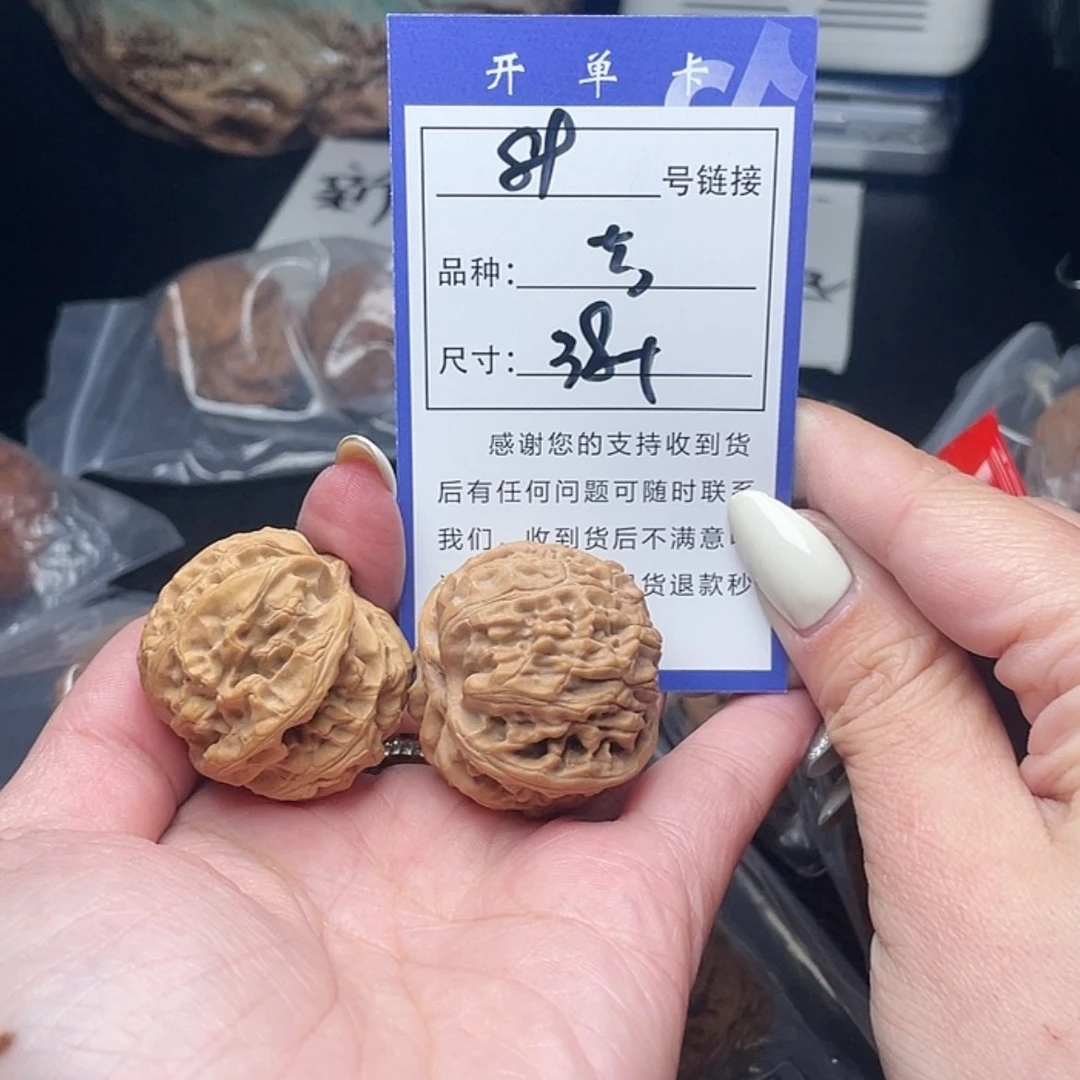 开单卡
89号链接
品种：
尺寸：38+
感谢您的支持收到货
后有任何问题可随时联系
我们，收到货后不满意
货退款秒